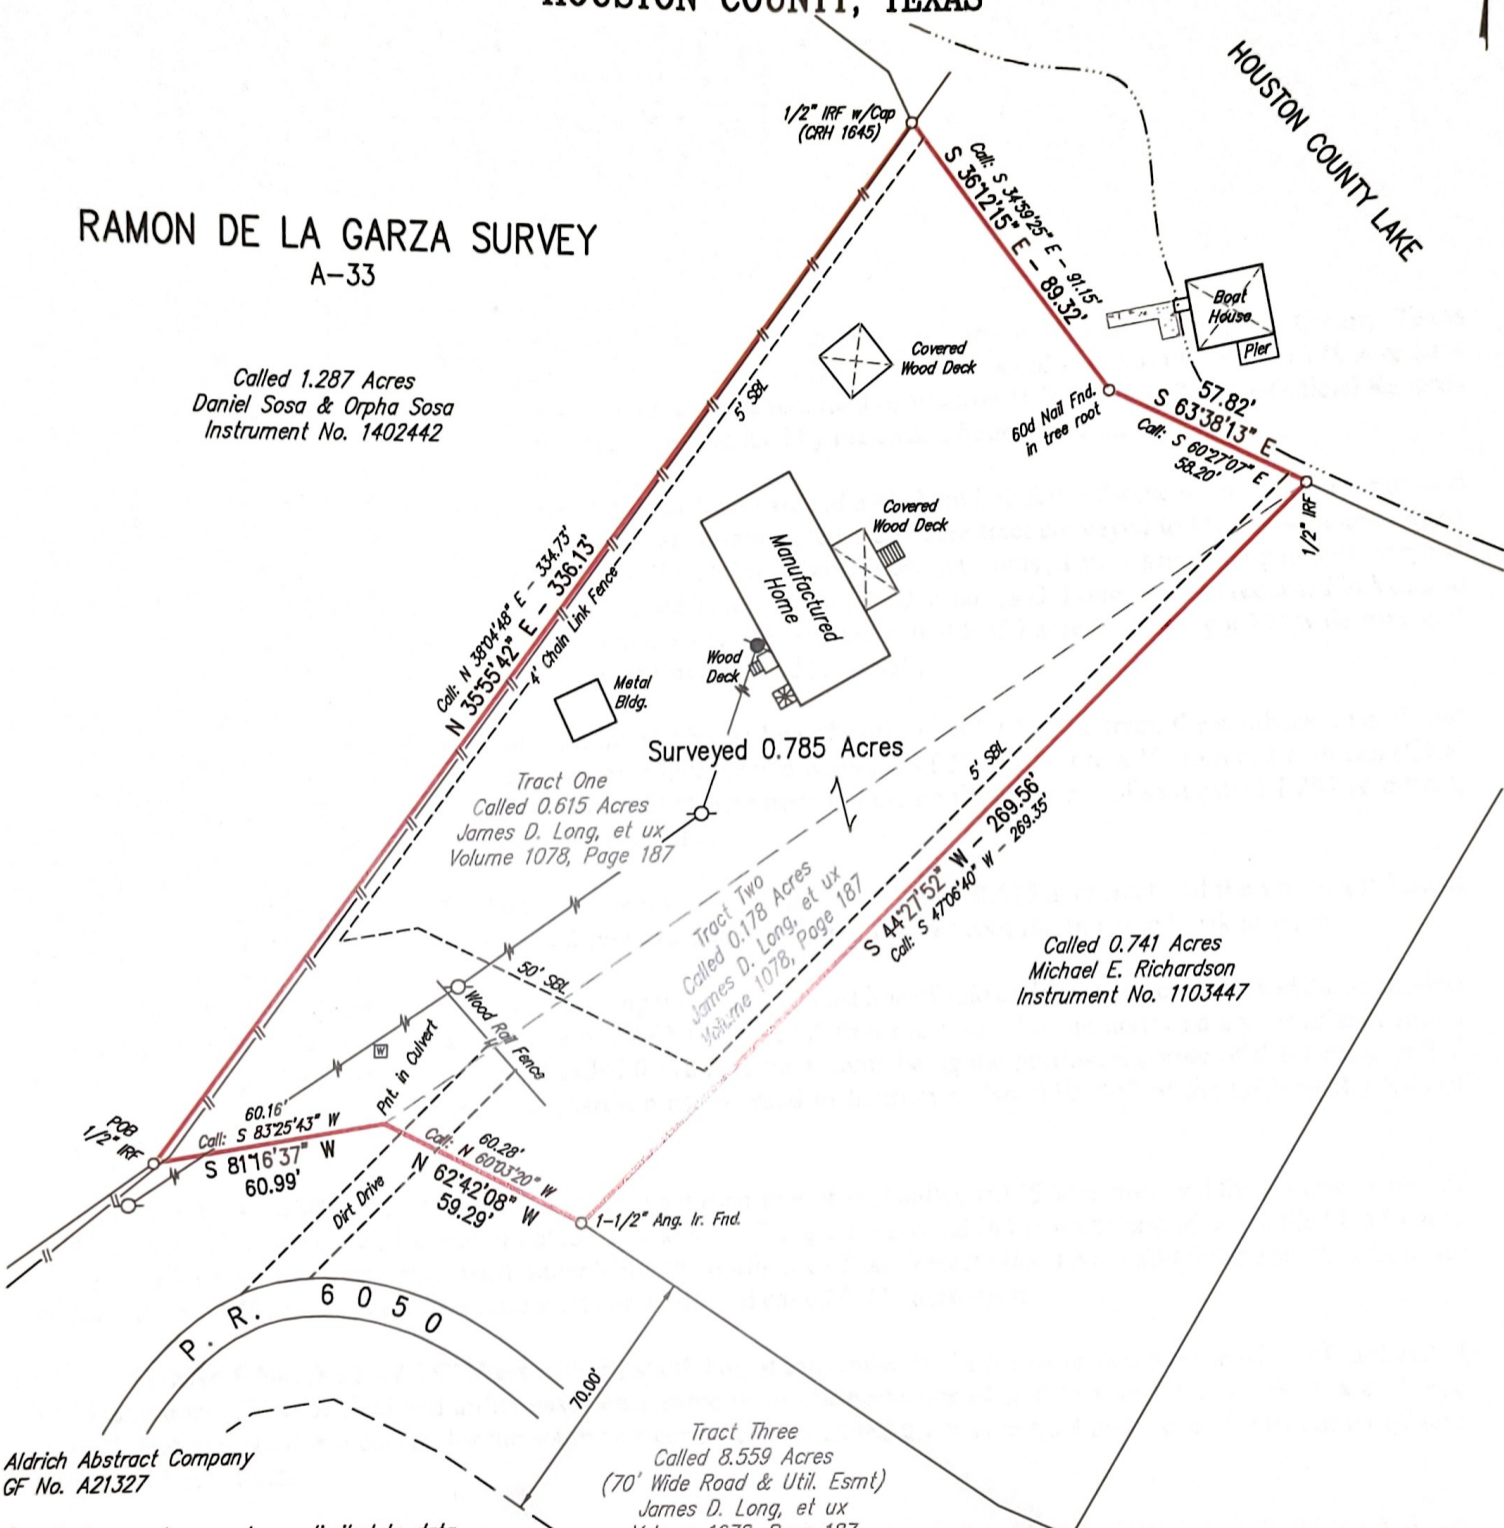 HOUSTON COUNTY, TEXAS
HOUSTON COUNTY LAKE
1/2" IRF w/Cap
(CRH 1645)
Call: S 34°59'25" E - 91.15'
S 36°12'15" E - 89.32'
RAMON DE LA GARZA SURVEY
A-33
Boat
House
Pier
Covered
Wood Deck
Called 1.287 Acres
Daniel Sosa & Orpha Sosa
Instrument No. 1402442
5' SBL
60d Nail Fnd.
in tree root
57.82'
S 63°38'13" E
Call: S 60°27'07" E
58.20'
1/2" IRF
Covered
Wood Deck
Manufactured
Home
Call: N 38°04'48" E - 334.73'
N 35°55'42" E - 336.13'
4' Chain Link Fence
Wood
Deck
Metal
Bldg.
Surveyed 0.785 Acres
5' SBL
Tract One
Called 0.615 Acres
James D. Long, et ux
Volume 1078, Page 187
S 44°27'52" W - 269.56'
Call: S 47°06'40" W - 269.35'
Tract Two
Called 0.178 Acres
James D. Long, et ux
Volume 1078, Page 187
Called 0.741 Acres
Michael E. Richardson
Instrument No. 1103447
50' SBL
Wood Rail Fence
W
Pnt. in Culvert
POB
1/2" IRF
60.16'
Call: S 83°25'43" W
S 81°16'37" W
60.99'
60.28'
Call: N 60°03'20" W
N 62°42'08" W
59.29'
Dirt Drive
1-1/2" Ang. Ir. Fnd.
P. R. 6050
70.00'
Tract Three
Called 8.559 Acres
(70' Wide Road & Util. Esmt)
James D. Long, et ux
Aldrich Abstract Company
GF No. A21327